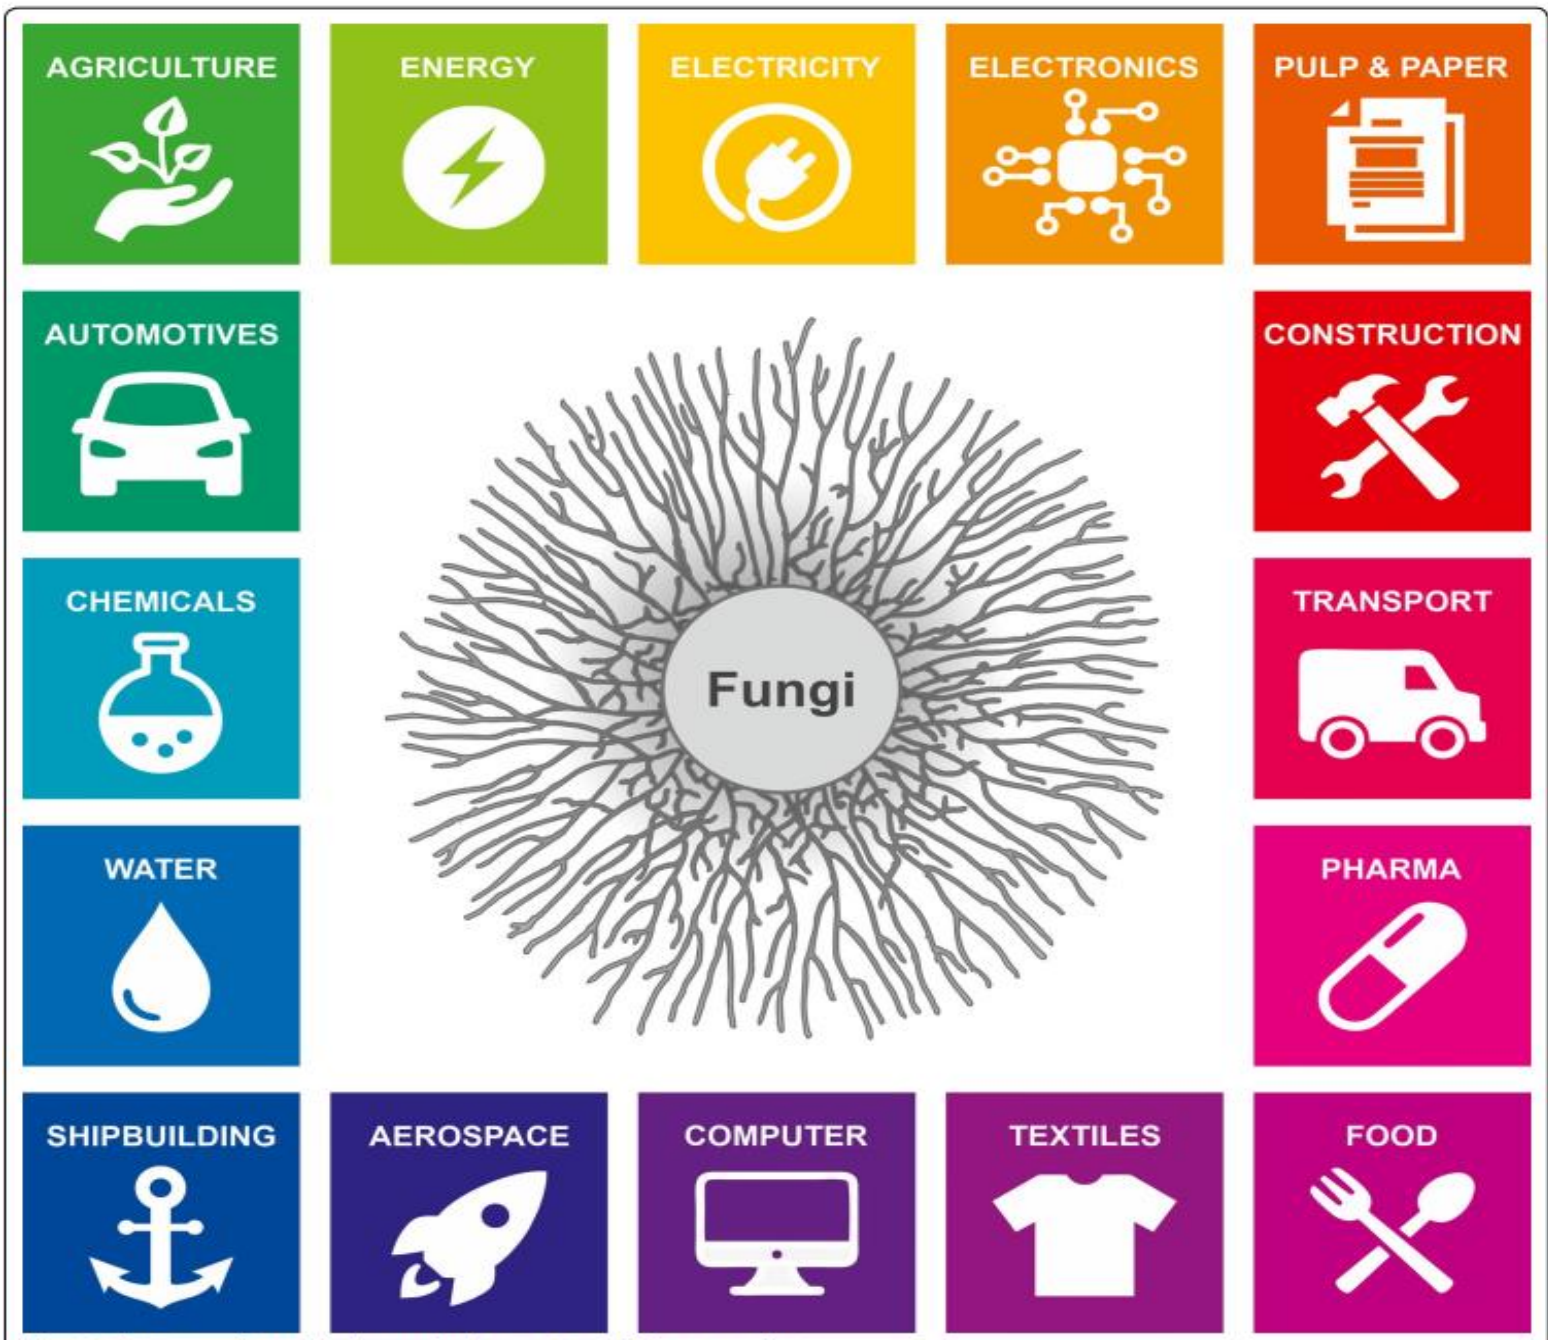 AGRICULTURE
ENERGY
ELECTRICITY
ELECTRONICS
PULP & PAPER
AUTOMOTIVES
CONSTRUCTION
CHEMICALS
TRANSPORT
Fungi
WATER
PHARMA
SHIPBUILDING
AEROSPACE
COMPUTER
TEXTILES
FOOD